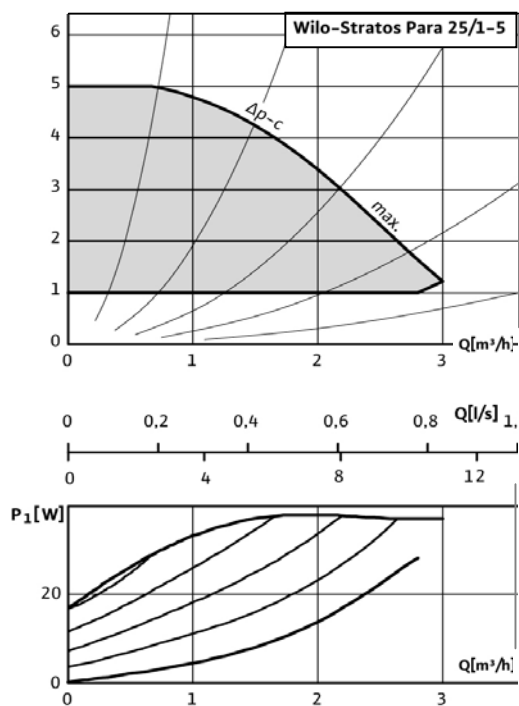 Wilo-Stratos Para 25/1-5
6
5
4
3
2
1
0
Δp-c
max.
0 1 2 3 Q[m³/h]
0 0,2 0,4 0,6 0,8 Q[l/s] 1,
0 4 8 12
P₁[W]
20
0
0 1 2 3
Q[m³/h]